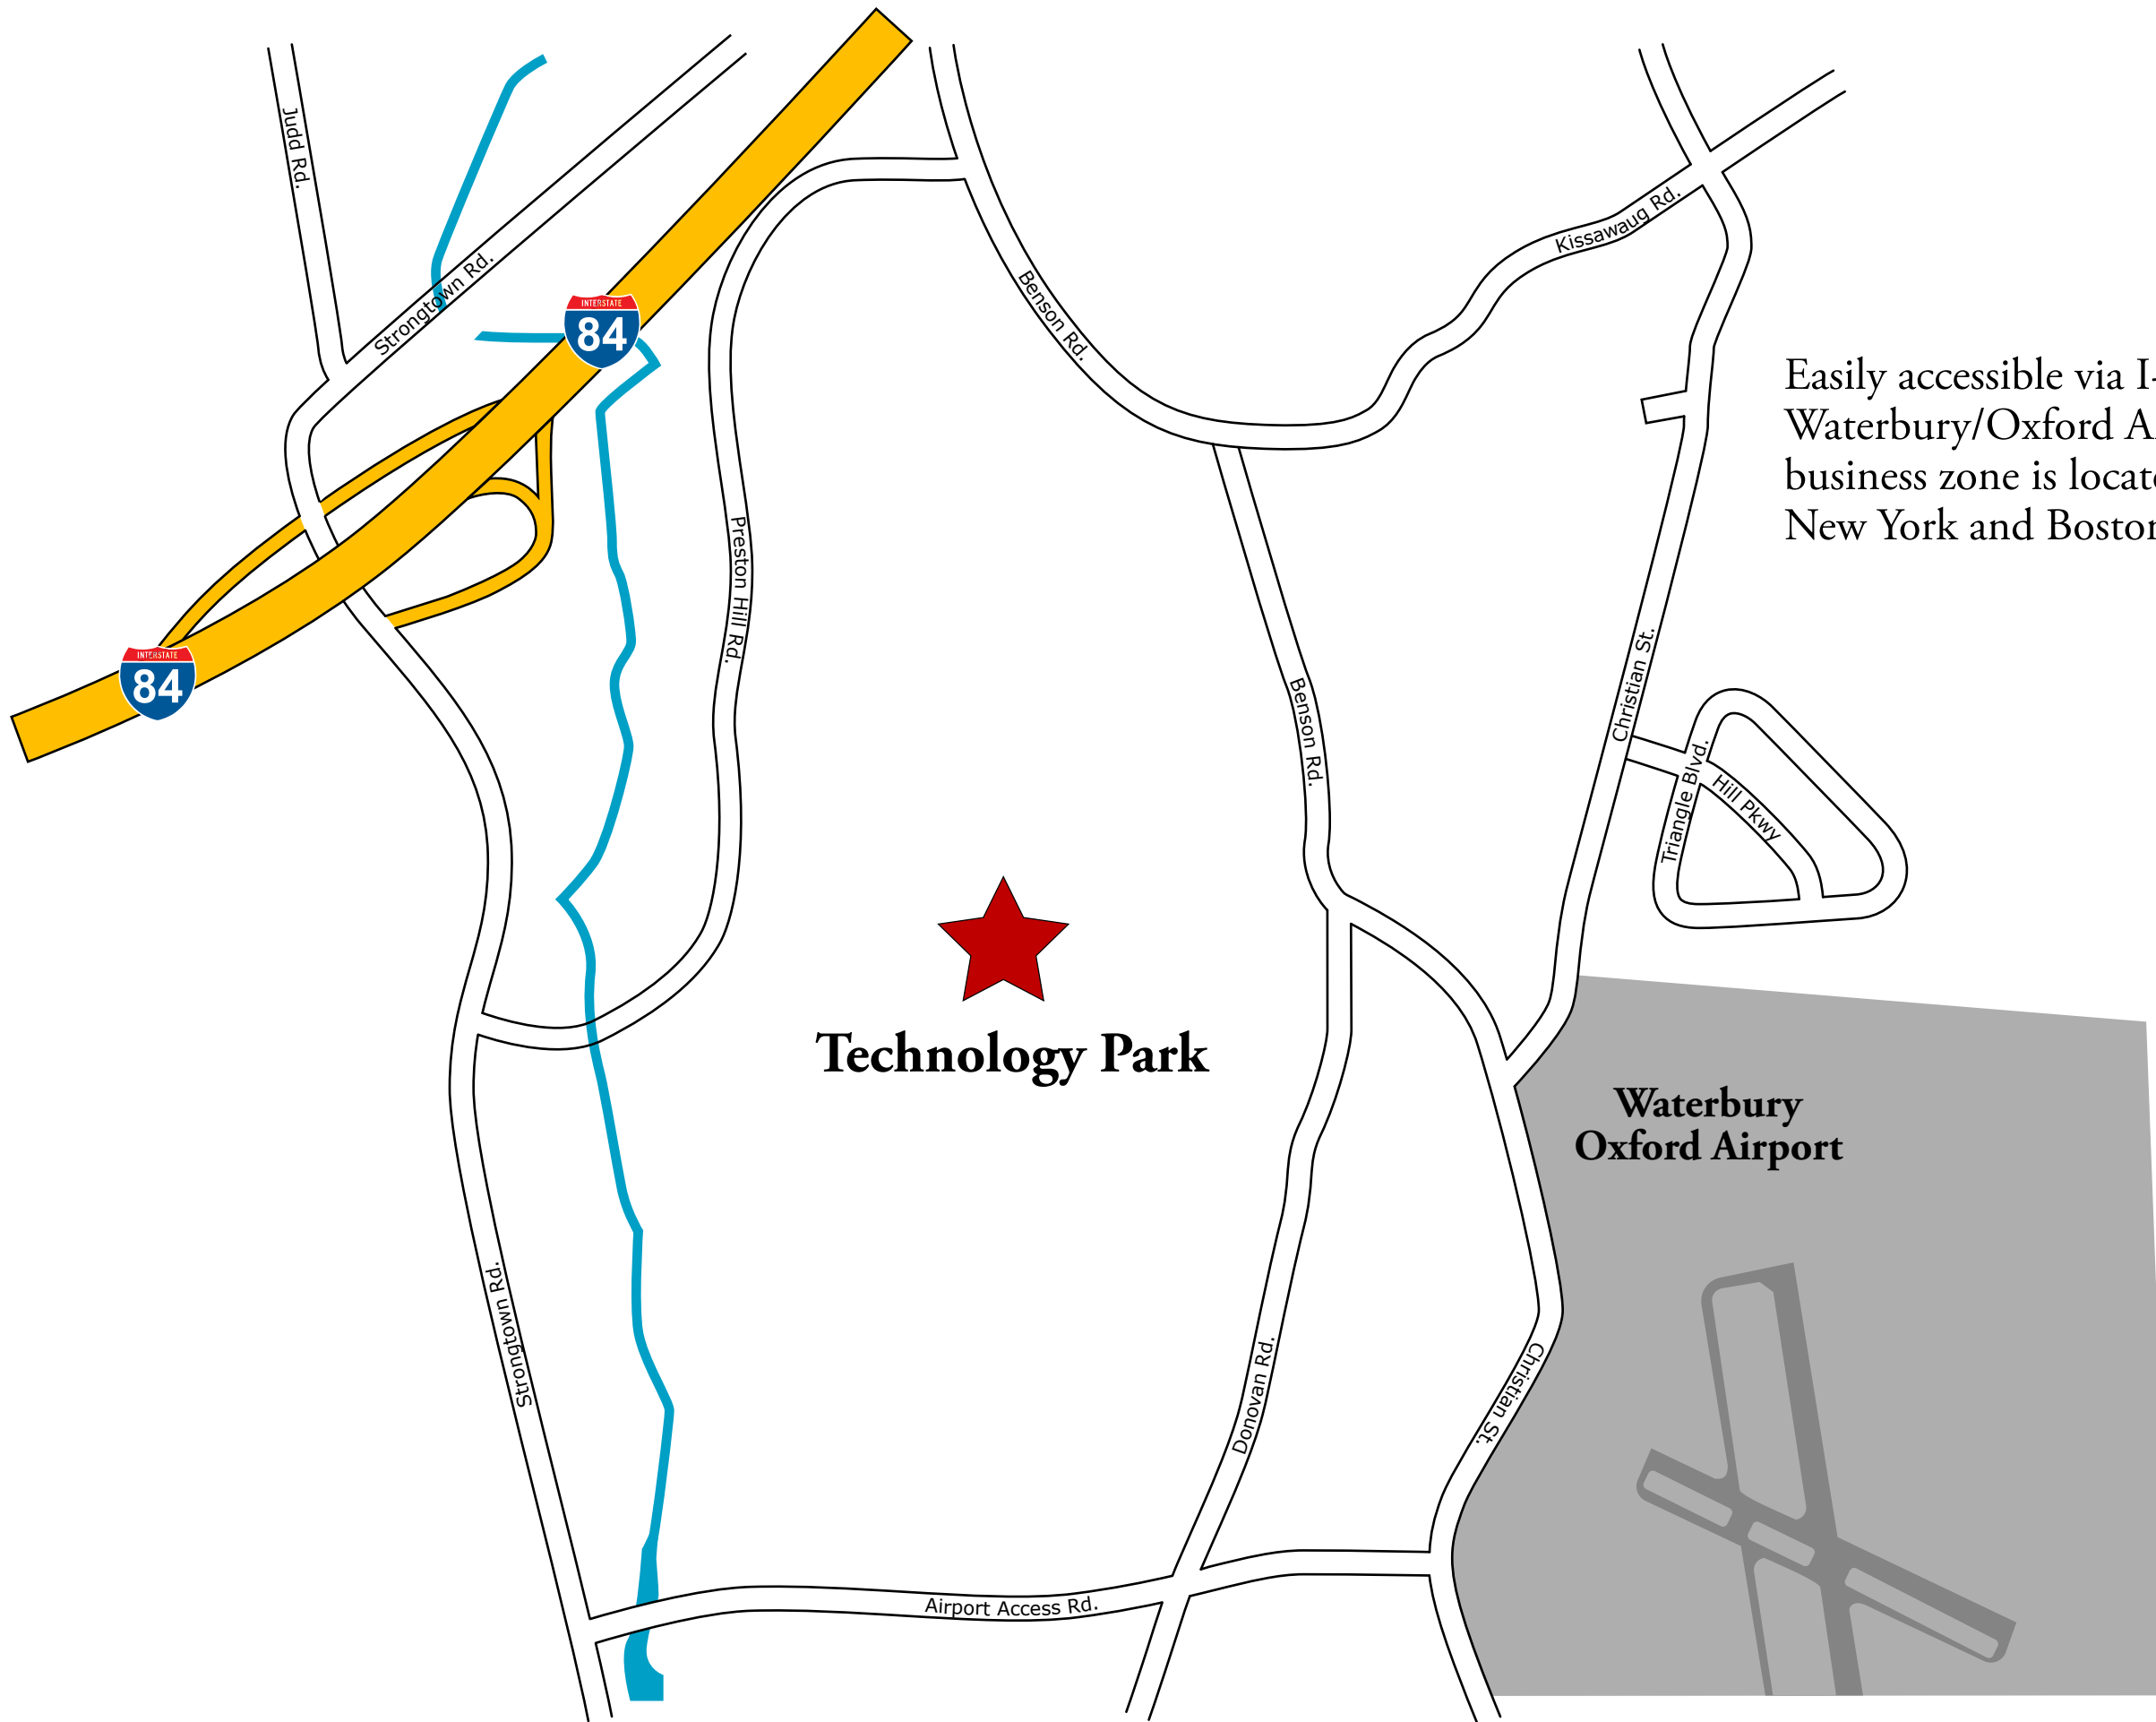 Judd Rd.
Strongtown Rd.
INTERSTATE
84
Benson Rd.
Kissawaug Rd.
Easily accessible via I-
Waterbury/Oxford A
business zone is locat
New York and Boston
Preston Hill Rd.
INTERSTATE
84
Benson Rd.
Christian St.
Triangle Blvd.
Hill Pkwy
Technology Park
Waterbury
Oxford Airport
Strongtown Rd.
Donovan Rd.
Christian St.
Airport Access Rd.